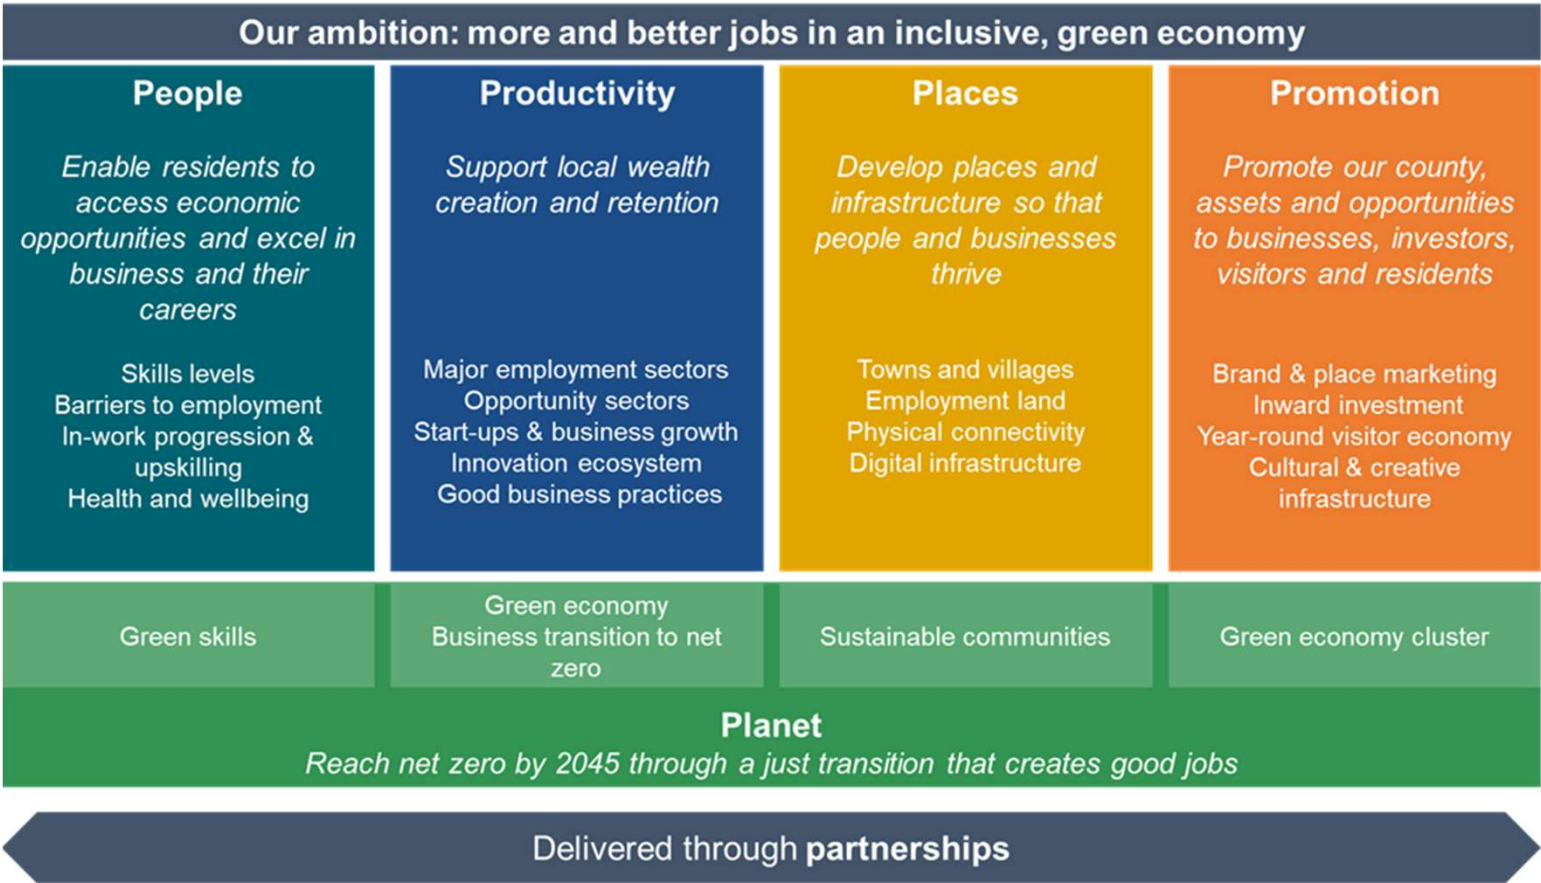 Our ambition: more and better jobs in an inclusive, green economy
People
Enable residents to
access economic
opportunities and excel in
business and their
careers
Skills levels
Barriers to employment
In-work progression &
upskilling
Health and wellbeing
Productivity
Support local wealth
creation and retention
Major employment sectors
Opportunity sectors
Start-ups & business growth
Innovation ecosystem
Good business practices
Places
Develop places and
infrastructure so that
people and businesses
thrive
Towns and villages
Employment land
Physical connectivity
Digital infrastructure
Promotion
Promote our county,
assets and opportunities
to businesses, investors,
visitors and residents
Brand & place marketing
Inward investment
Year-round visitor economy
Cultural & creative
infrastructure
Green skills
Green economy
Business transition to net
zero
Sustainable communities
Green economy cluster
Planet
Reach net zero by 2045 through a just transition that creates good jobs
Delivered through partnerships